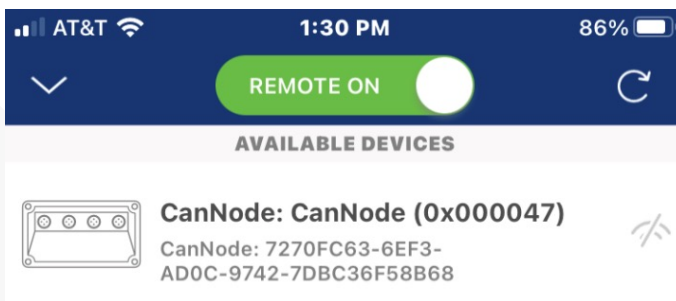 AT&T 1:30 PM 86%
REMOTE ON
AVAILABLE DEVICES
CanNode: CanNode (0x000047)
CanNode: 7270FC63-6EF3-
AD0C-9742-7DBC36F58B68